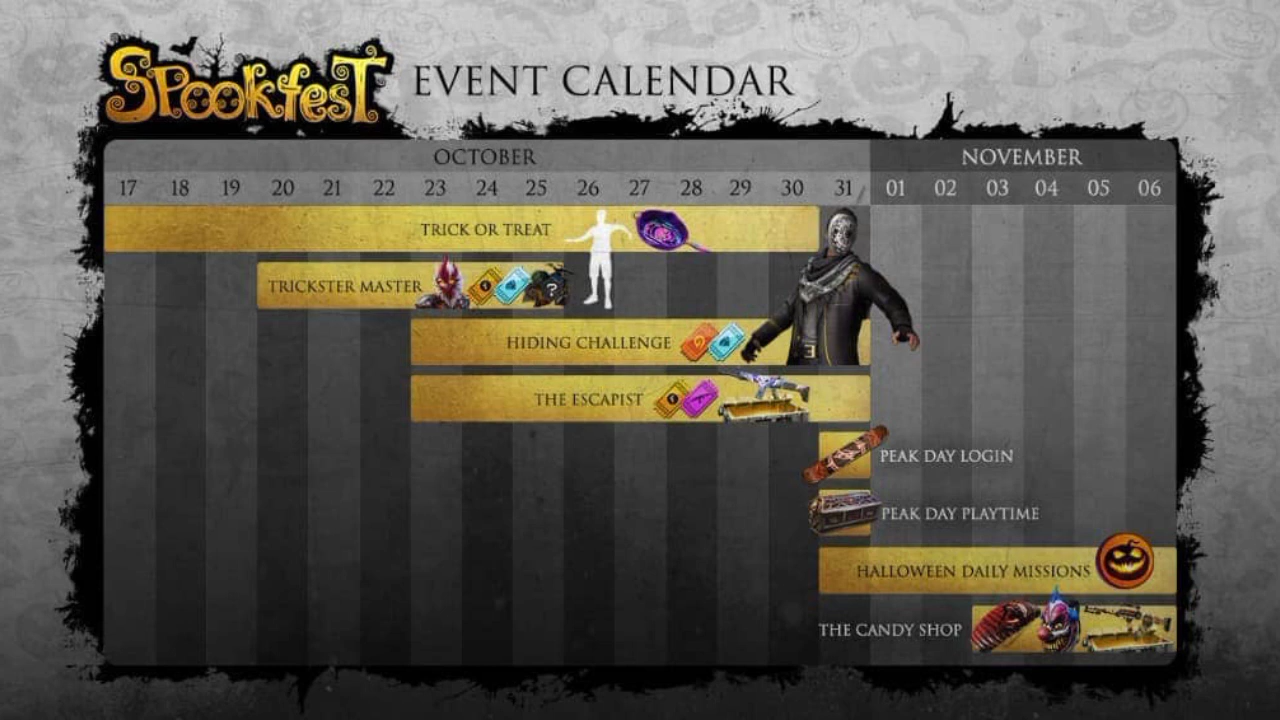 SPOOKFEST EVENT CALENDAR
OCTOBER NOVEMBER
17 18 19 20 21 22 23 24 25 26 27 28 29 30 31 01 02 03 04 05 06
TRICK OR TREAT
TRICKSTER MASTER ?
HIDING CHALLENGE
THE ESCAPIST
PEAK DAY LOGIN
PEAK DAY PLAYTIME
HALLOWEEN DAILY MISSIONS
THE CANDY SHOP